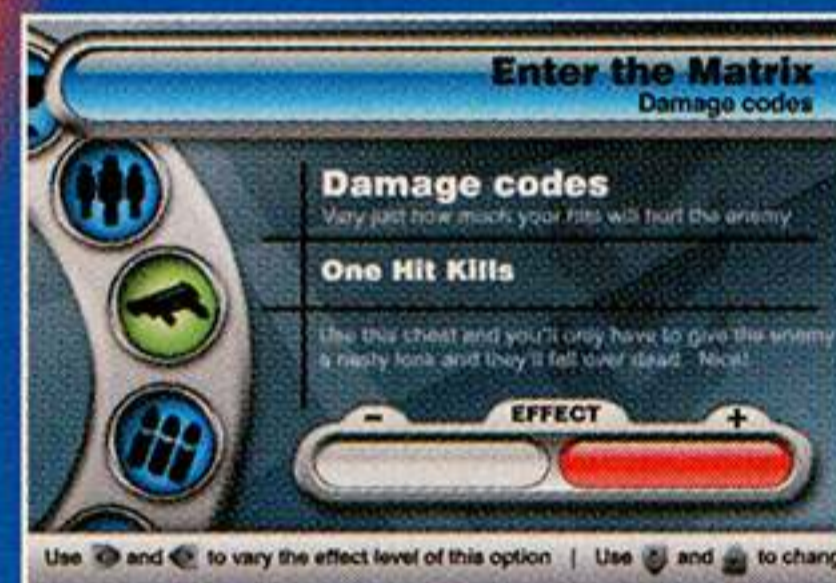 Enter the Matrix
Damage codes
Damage codes
Vary just how much your hits will hurt the enemy
One Hit Kills
Use this cheat and you'll only have to give the enemy
a nasty look and they'll fall over dead. Nice!
- EFFECT +
Use and to vary the effect level of this option | Use and to chang